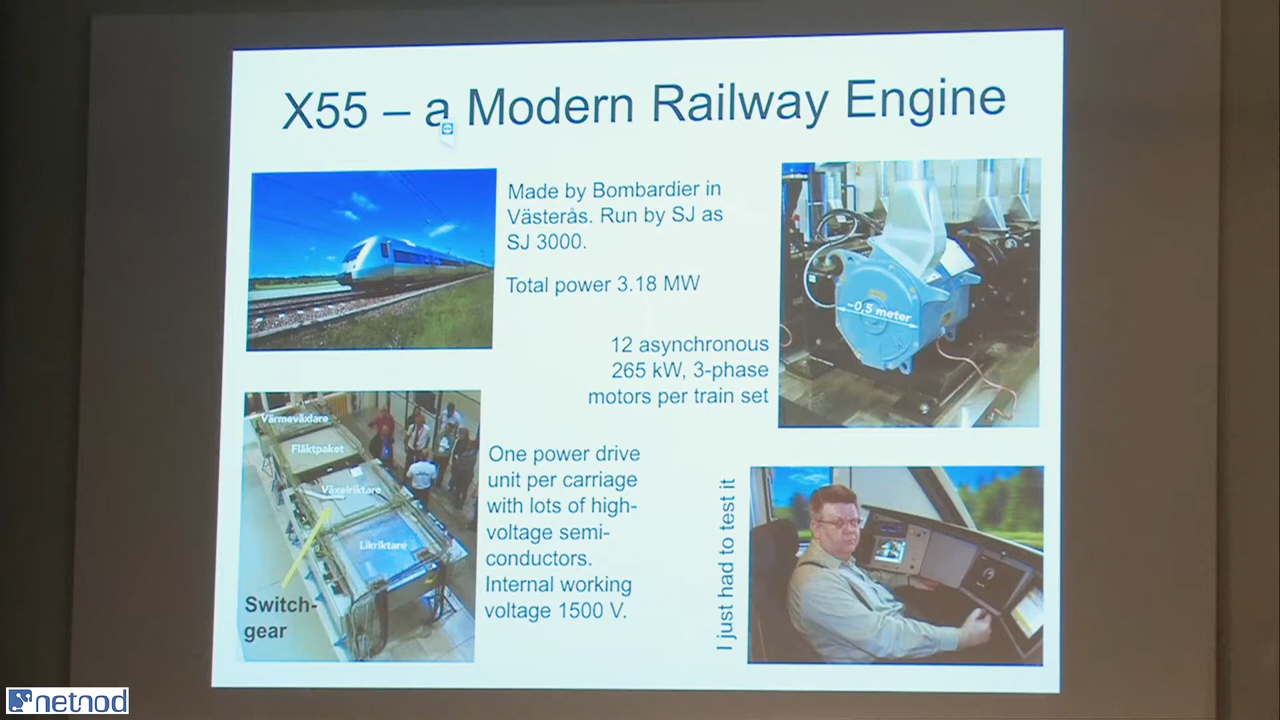 X55 – a Modern Railway Engine
Made by Bombardier in
Västerås. Run by SJ as
SJ 3000.
Total power 3.18 MW
~0,5 meter
12 asynchronous
265 kW, 3-phase
motors per train set
Värmeväxlare
Fläktpaket
Växelriktare
Likriktare
Switch-
gear
One power drive
unit per carriage
with lots of high-
voltage semi-
conductors.
Internal working
voltage 1500 V.
I just had to test it
netnod